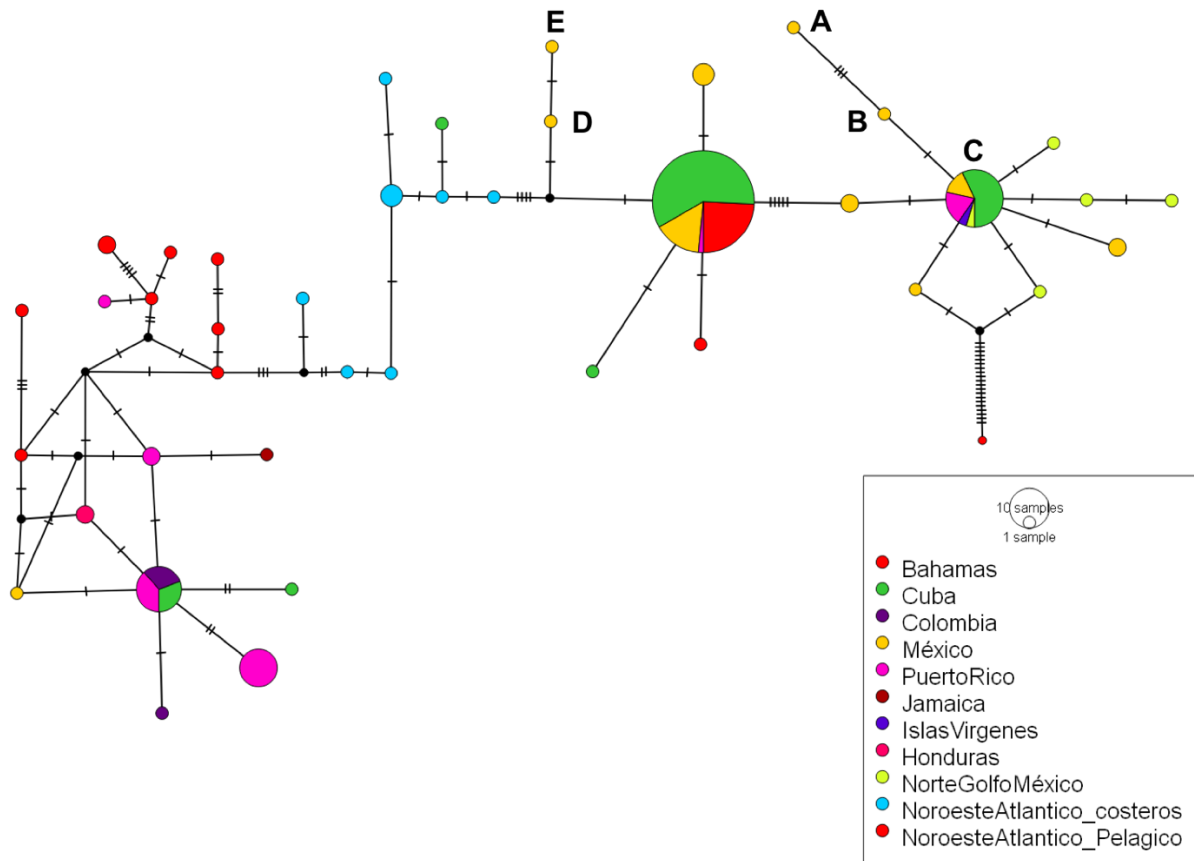 E
A
D
B
C
10 samples
1 sample
Bahamas
Cuba
Colombia
México
PuertoRico
Jamaica
IslasVirgenes
Honduras
NorteGolfoMéxico
NoroesteAtlantico_costeros
NoroesteAtlantico_Pelagico